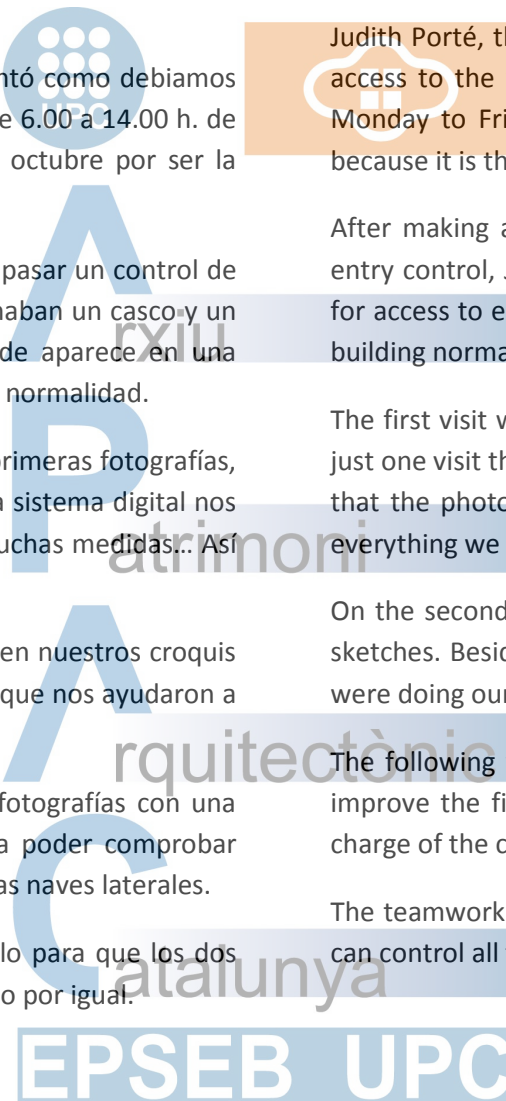 ntó como debiamos
e 6.00 a 14.00 h. de
octubre por ser la
pasar un control de
naban un casco y un
de aparece en una
normalidad.
primeras fotografías,
a sistema digital nos
uchas medidas... Así
en nuestros croquis
que nos ayudaron a
fotografías con una
a poder comprobar
as naves laterales.
lo para que los dos
o por igual.
Judith Porté, th
access to the
Monday to Fri
because it is th
After making a
entry control, J
for access to e
building norma
The first visit v
just one visit th
that the photo
everything we
On the second
sketches. Besid
were doing our
The following
improve the fi
charge of the c
The teamwork
can control all
UPC
Arxiu
Patrimoni
Arquitectònic
Catalunya
EPSEB UPC